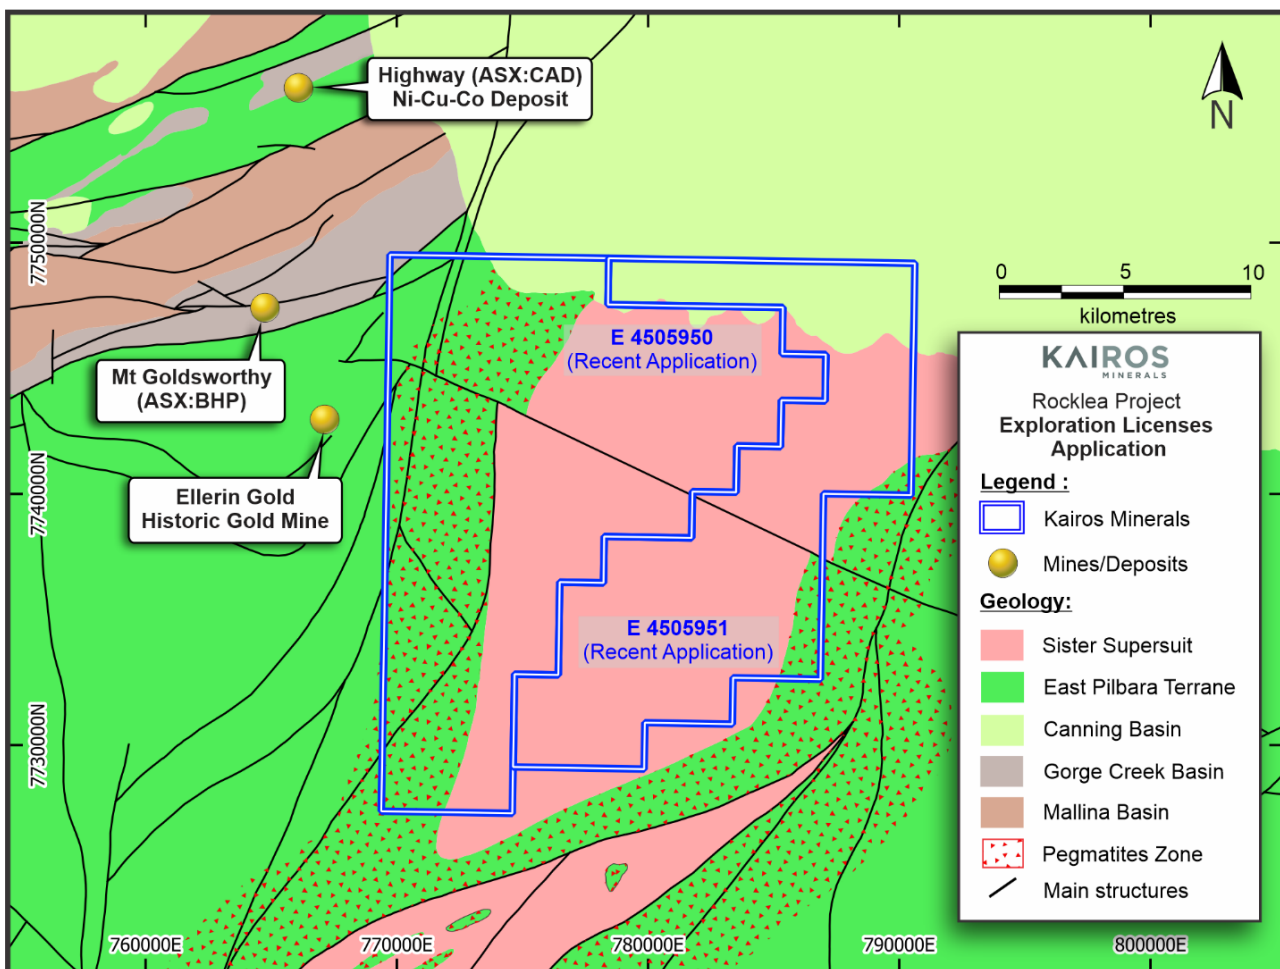 Highway (ASX:CAD)
Ni-Cu-Co Deposit
N
7750000N
0 5 10
kilometres
E 4505950
(Recent Application)
Mt Goldsworthy
(ASX:BHP)
Ellerin Gold
Historic Gold Mine
7740000N
E 4505951
(Recent Application)
7730000N
KAIROS
MINERALS
Rocklea Project
Exploration Licenses
Application
Legend :
Kairos Minerals
Mines/Deposits
Geology:
Sister Supersuit
East Pilbara Terrane
Canning Basin
Gorge Creek Basin
Mallina Basin
Pegmatites Zone
Main structures
760000E 770000E 780000E 790000E 800000E